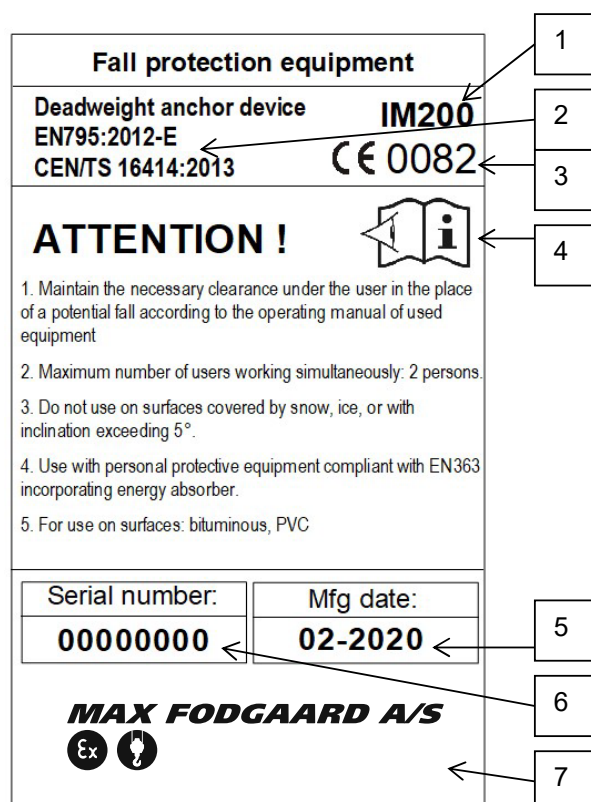 Fall protection equipment
1
Deadweight anchor device
IM200
EN795:2012-E
2
CEN/TS 16414:2013
CE 0082
3
ATTENTION !
i
4
1. Maintain the necessary clearance under the user in the place
of a potential fall according to the operating manual of used
equipment
2. Maximum number of users working simultaneously: 2 persons.
3. Do not use on surfaces covered by snow, ice, or with
inclination exceeding 5°.
4. Use with personal protective equipment compliant with EN363
incorporating energy absorber.
5. For use on surfaces: bituminous, PVC
Serial number:
Mfg date:
00000000
02-2020
5
6
MAX FODGAARD A/S
Ex
7